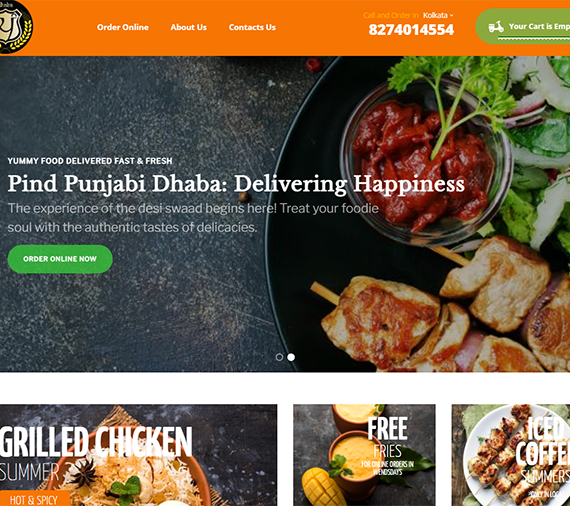 Call and Order in Kolkata
Order Online
About Us
Contacts Us
8274014554
Your Cart is Emp
YUMMY FOOD DELIVERED FAST & FRESH
Pind Punjabi Dhaba: Delivering Happiness
The experience of the desi swaad begins here! Treat your foodie
soul with the authentic tastes of delicacies.
ORDER ONLINE NOW
GRILLED CHICKEN
SUMMER
HOT & SPICY
FREE
FRIES
FOR ONLINE ORDERS IN
WENDSDAYS
ICED
COFFE
SUMMERS